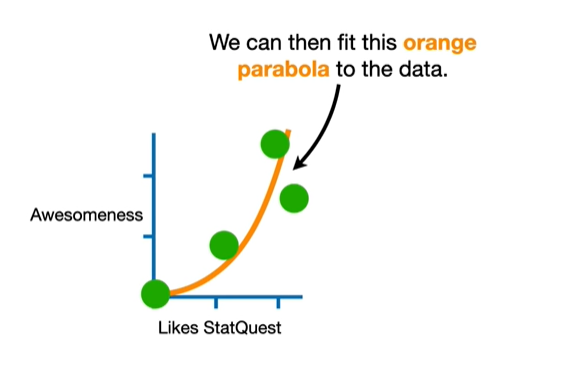 We can then fit this orange
parabola to the data.
Awesomeness
Likes StatQuest